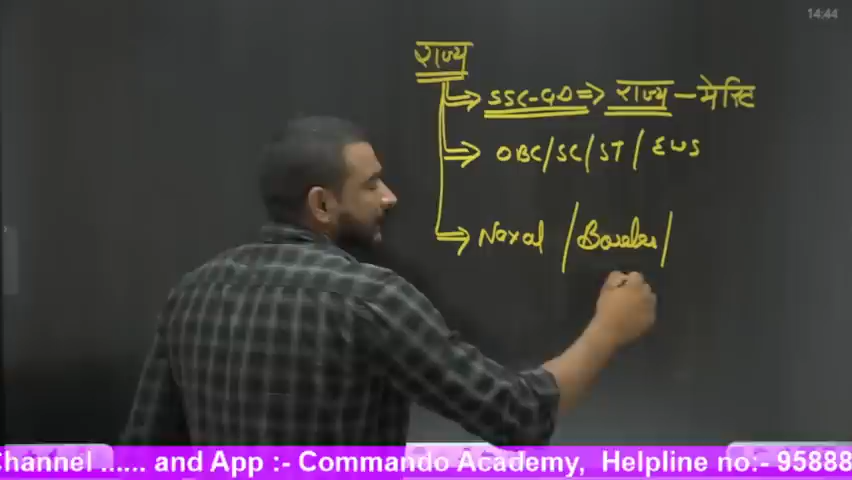 14:44
राज्य
SSC-GD => राज्य - मेरिट
OBC/SC/ST/EWS
Naxal / Border /
Channel ...... and App :- Commando Academy, Helpline no:- 95888